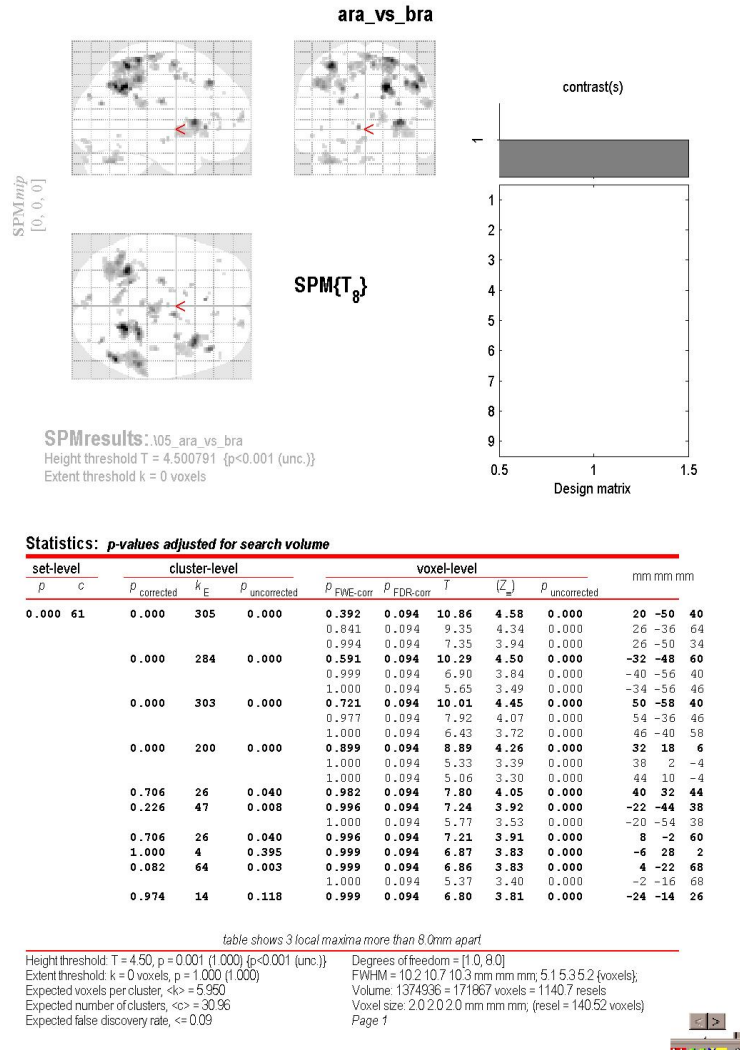 ara_vs_bra
contrast(s)
1
SPMmip
[0, 0, 0]
<
<
<
SPM{T8}
1
2
3
4
5
6
7
8
9
0.5 1 1.5
Design matrix
SPMresults: .\05_ara_vs_bra
Height threshold T = 4.500791 {p<0.001 (unc.)}
Extent threshold k = 0 voxels
Statistics: p-values adjusted for search volume
set-level cluster-level voxel-level mm mm mm
p c p corrected k E p uncorrected p FWE-corr p FDR-corr T (Z≡) p uncorrected
0.000 61 0.000 305 0.000 0.392 0.094 10.86 4.58 0.000 20 -50 40
0.841 0.094 9.35 4.34 0.000 26 -36 64
0.994 0.094 7.35 3.94 0.000 26 -50 34
0.000 284 0.000 0.591 0.094 10.29 4.50 0.000 -32 -48 60
0.999 0.094 6.90 3.84 0.000 -40 -56 40
1.000 0.094 5.65 3.49 0.000 -34 -56 46
0.000 303 0.000 0.721 0.094 10.01 4.45 0.000 50 -58 40
0.977 0.094 7.92 4.07 0.000 54 -36 46
1.000 0.094 6.43 3.72 0.000 46 -40 58
0.000 200 0.000 0.899 0.094 8.89 4.26 0.000 32 18 6
1.000 0.094 5.33 3.39 0.000 38 2 -4
1.000 0.094 5.06 3.30 0.000 44 10 -4
0.706 26 0.040 0.982 0.094 7.80 4.05 0.000 40 32 44
0.226 47 0.008 0.996 0.094 7.24 3.92 0.000 -22 -44 38
1.000 0.094 5.77 3.53 0.000 -20 -54 38
0.706 26 0.040 0.996 0.094 7.21 3.91 0.000 8 -2 60
1.000 4 0.395 0.999 0.094 6.87 3.83 0.000 -6 28 2
0.082 64 0.003 0.999 0.094 6.86 3.83 0.000 4 -22 68
1.000 0.094 5.37 3.40 0.000 -2 -16 68
0.974 14 0.118 0.999 0.094 6.80 3.81 0.000 -24 -14 26
table shows 3 local maxima more than 8.0mm apart
Height threshold: T = 4.50, p = 0.001 (1.000) {p<0.001 (unc.)}
Extent threshold: k = 0 voxels, p = 1.000 (1.000)
Expected voxels per cluster, <k> = 5.950
Expected number of clusters, <c> = 30.96
Expected false discovery rate, <= 0.09
Degrees of freedom = [1.0, 8.0]
FWHM = 10.2 10.7 10.3 mm mm mm; 5.1 5.3 5.2 {voxels};
Volume: 1374936 = 171867 voxels = 1140.7 resels
Voxel size: 2.0 2.0 2.0 mm mm mm; (resel = 140.52 voxels)
Page 1
< >